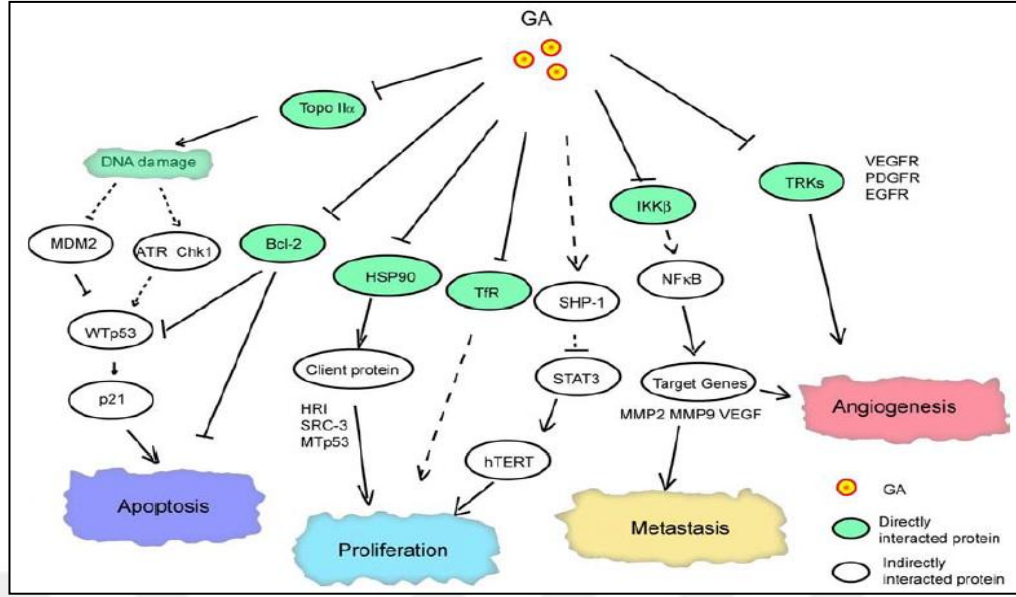 GA
Topo IIα
DNA damage
VEGFR
PDGFR
EGFR
TRKs
IKKβ
MDM2
ATR Chk1
Bcl-2
HSP90
TfR
SHP-1
NFκB
WTp53
Client protein
STAT3
Target Genes
p21
HRI
SRC-3
MTp53
MMP2 MMP9 VEGF
Angiogenesis
hTERT
Apoptosis
Proliferation
Metastasis
GA
Directly
interacted protein
Indirectly
interacted protein